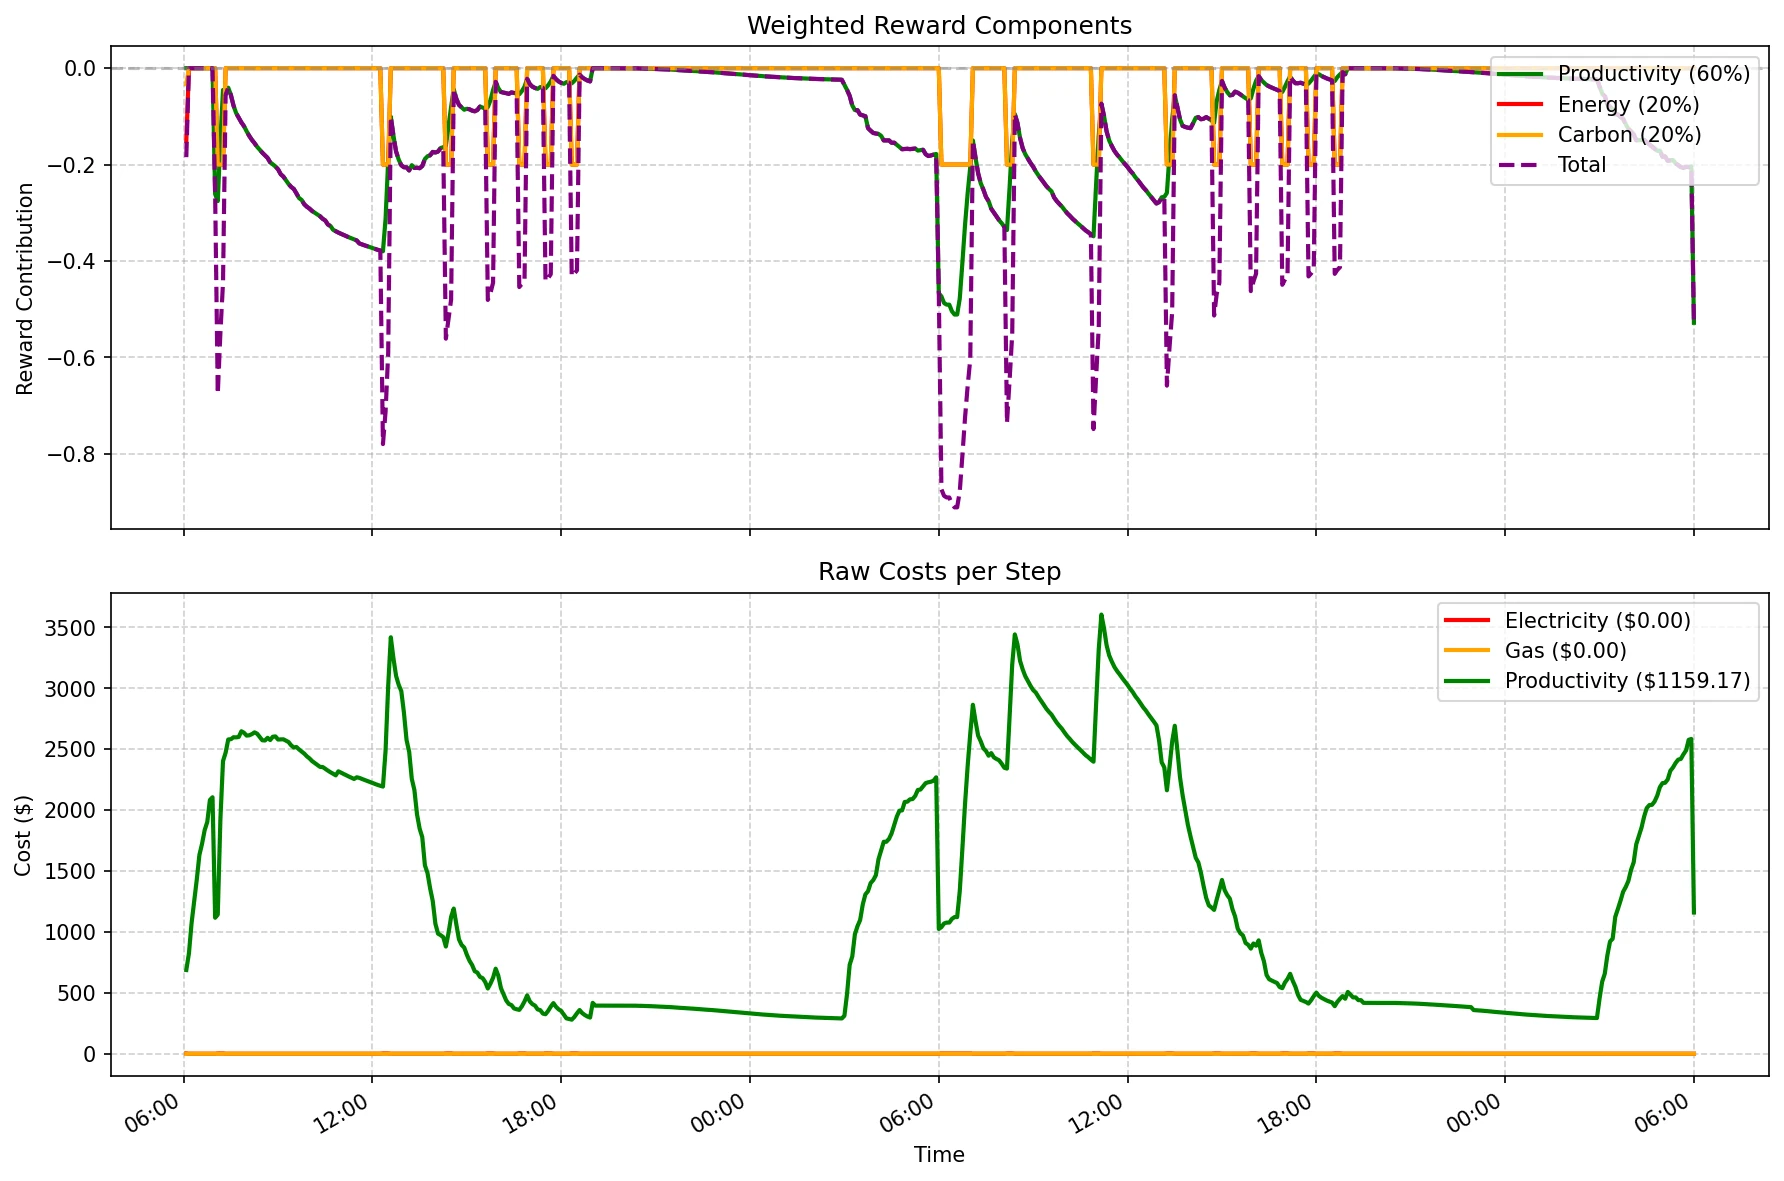 Weighted Reward Components
Reward Contribution
0.0
−0.2
−0.4
−0.6
−0.8
Productivity (60%)
Energy (20%)
Carbon (20%)
Total
Raw Costs per Step
Cost ($)
3500
3000
2500
2000
1500
1000
500
0
Electricity ($0.00)
Gas ($0.00)
Productivity ($1159.17)
06:00 12:00 18:00 00:00 06:00 12:00 18:00 00:00 06:00
Time